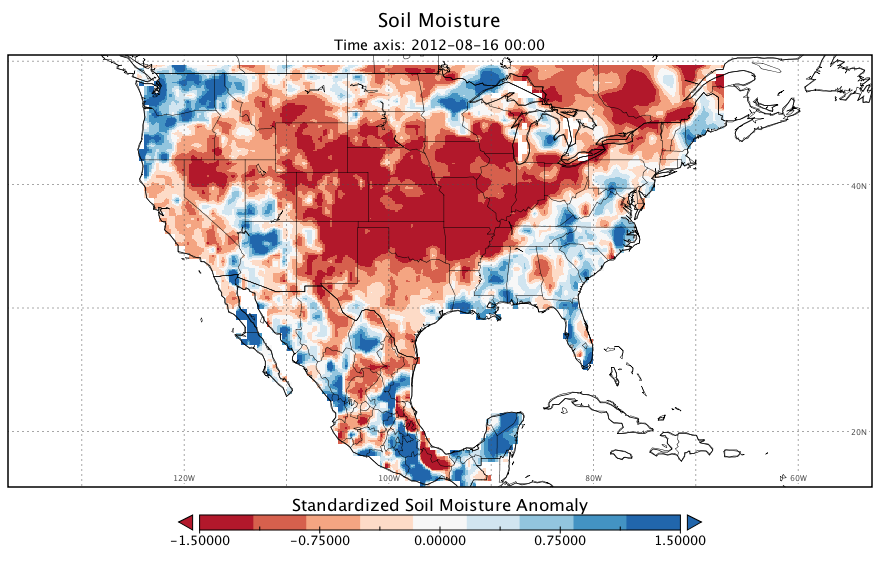 Soil Moisture
Time axis: 2012-08-16 00:00
40N
20N
120W
100W
80W
60W
Standardized Soil Moisture Anomaly
-1.50000
-0.75000
0.00000
0.75000
1.50000